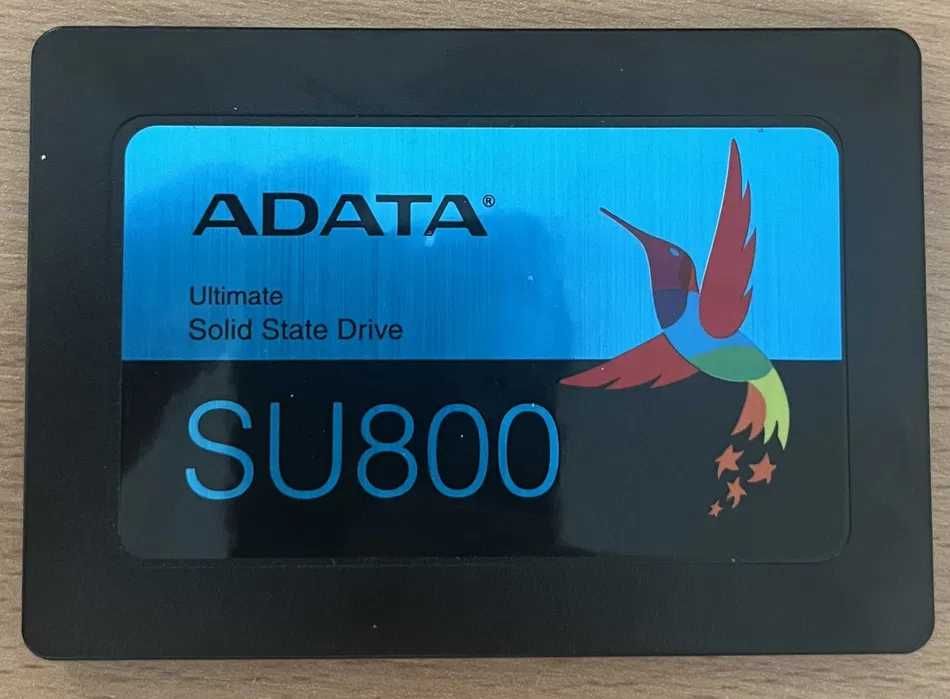 ADATA®
Ultimate
Solid State Drive
SU800